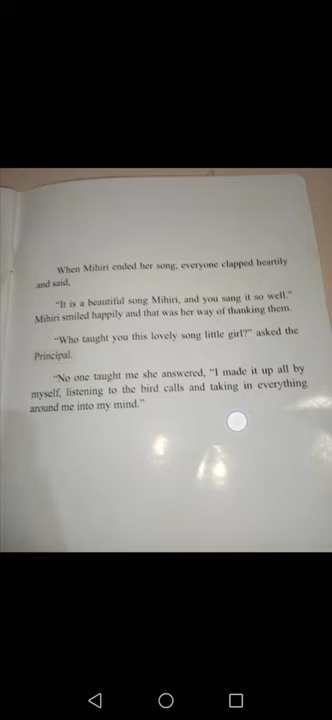 When Mihiri ended her song, everyone clapped heartily
and said,
"It is a beautiful song Mihiri, and you sang it so well."
Mihiri smiled happily and that was her way of thanking them.
"Who taught you this lovely song little girl?" asked the
Principal.
"No one taught me she answered, "I made it up all by
myself, listening to the bird calls and taking in everything
around me into my mind."